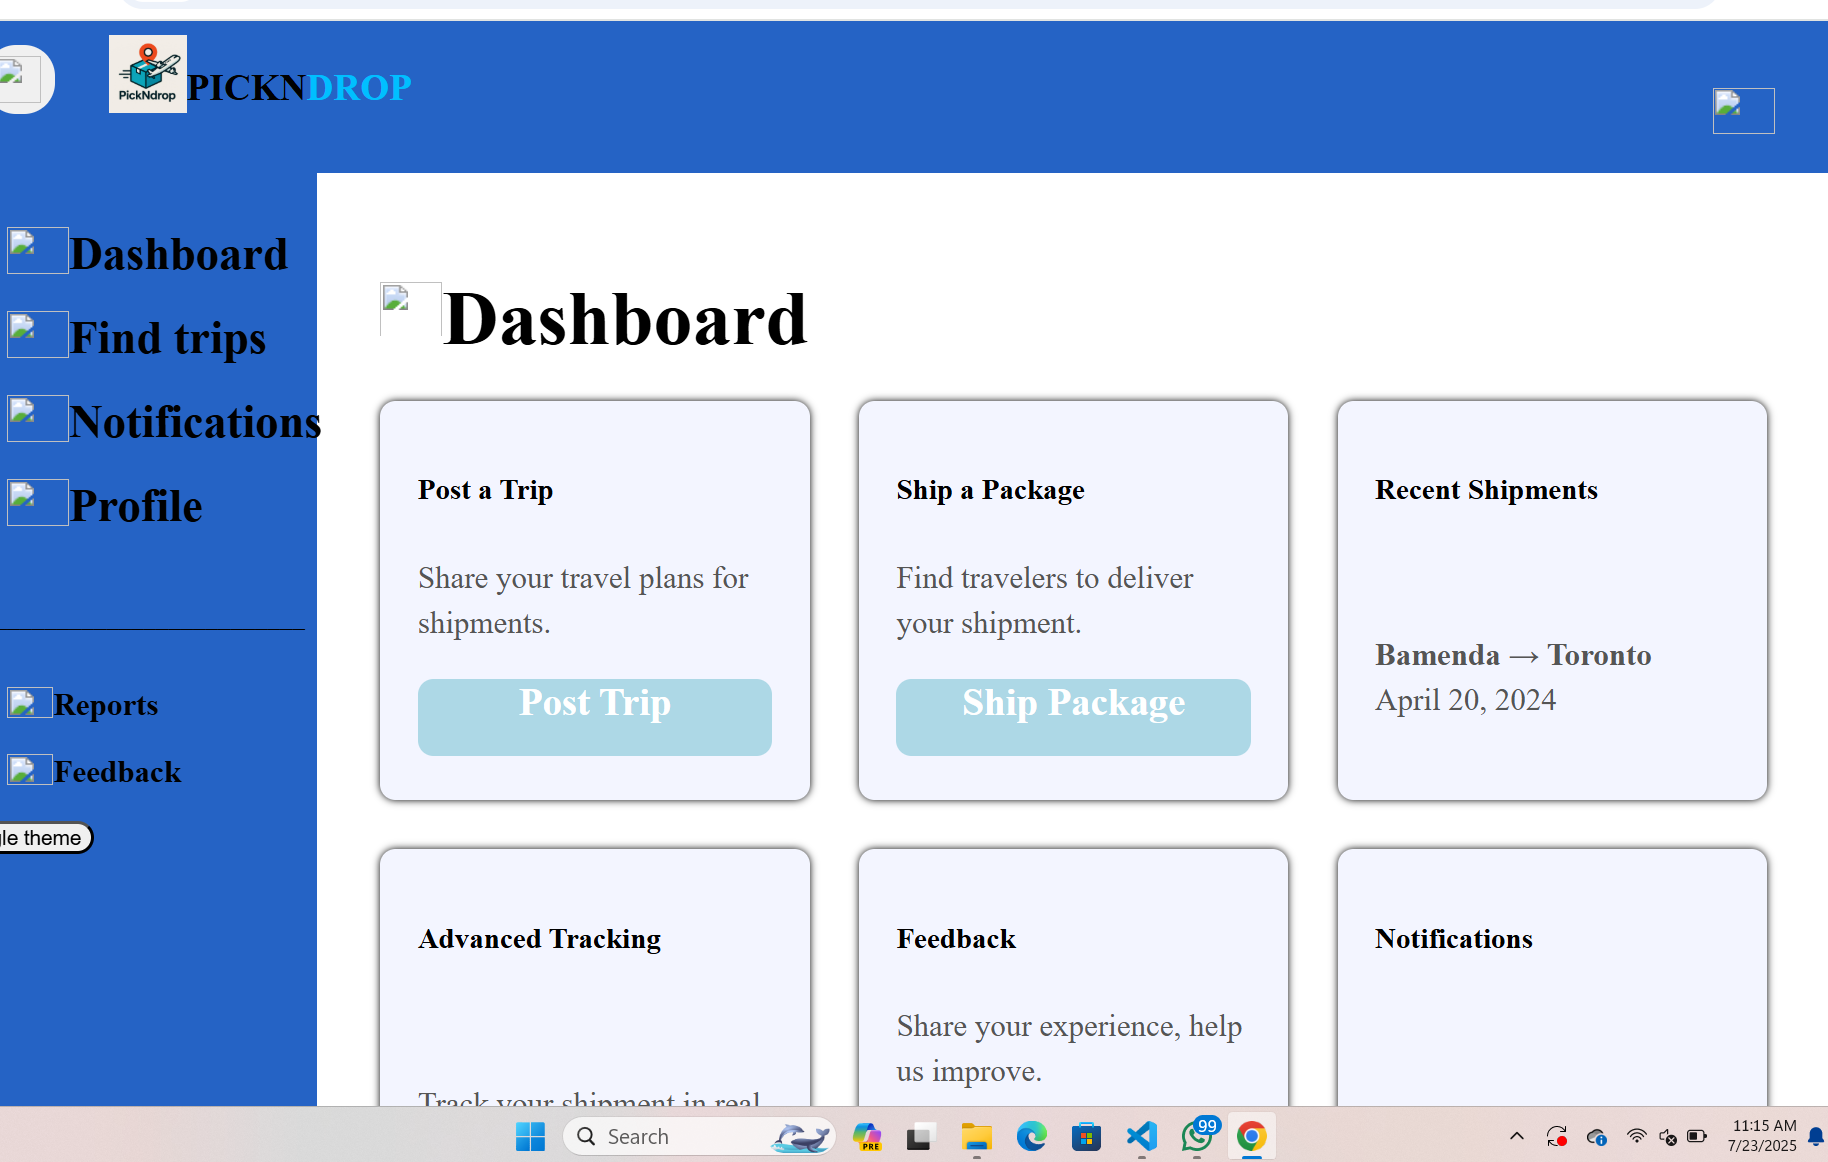 PickNdrop
PICKNDROP
Dashboard
Find trips
Notifications
Profile
Reports
Feedback
le theme
Dashboard
Post a Trip
Share your travel plans for
shipments.
Post Trip
Ship a Package
Find travelers to deliver
your shipment.
Ship Package
Recent Shipments
Bamenda → Toronto
April 20, 2024
Advanced Tracking
Track your shipment in real
Feedback
Share your experience, help
us improve.
Notifications
Search
PRE
99
11:15 AM
7/23/2025